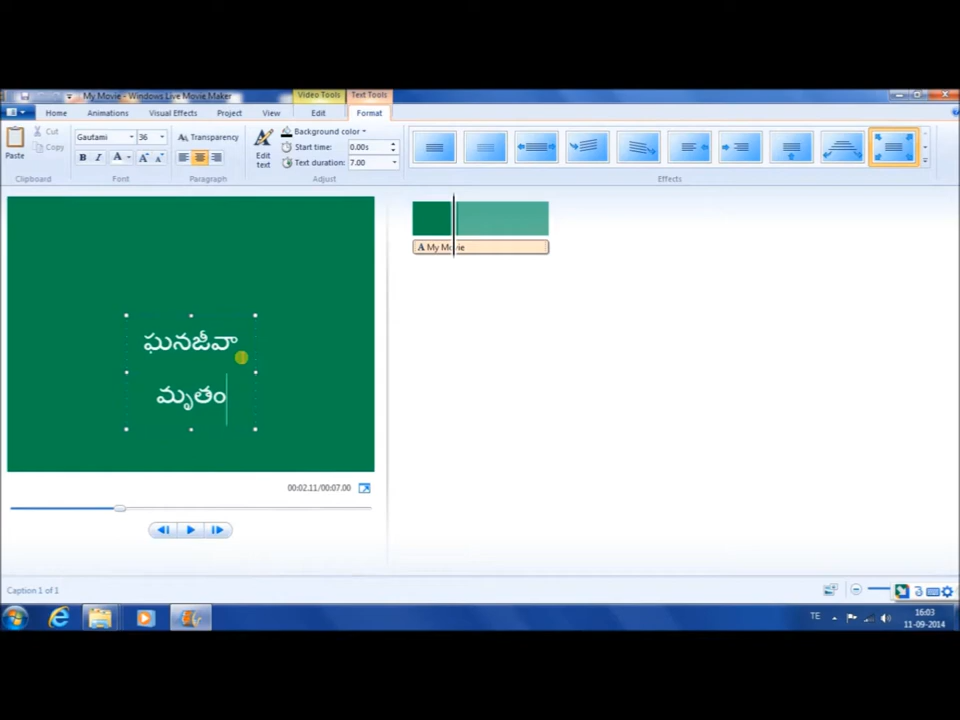 My Movie - Windows Live Movie Maker
Video Tools
Text Tools
Home
Animations
Visual Effects
Project
View
Edit
Format
Paste
Cut
Copy
Clipboard
Gautami
36
B I A A A
Font
Transparency
Paragraph
Edit text
Background color
Start time: 0.00s
Text duration: 7.00
Adjust
Effects
ఘనజీవా
మృతం
A My Movie
00:02.11/00:07.00
Caption 1 of 1
TE
16:03
11-09-2014